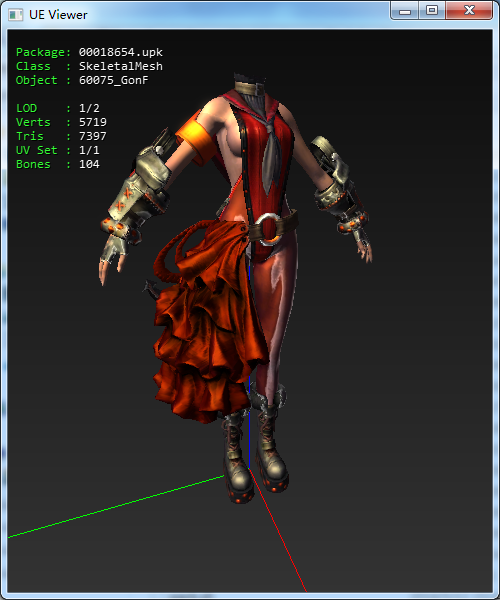 UE Viewer
Package: 00018654.upk
Class : SkeletalMesh
Object : 60075_GonF
LOD : 1/2
Verts : 5719
Tris : 7397
UV Set : 1/1
Bones : 104